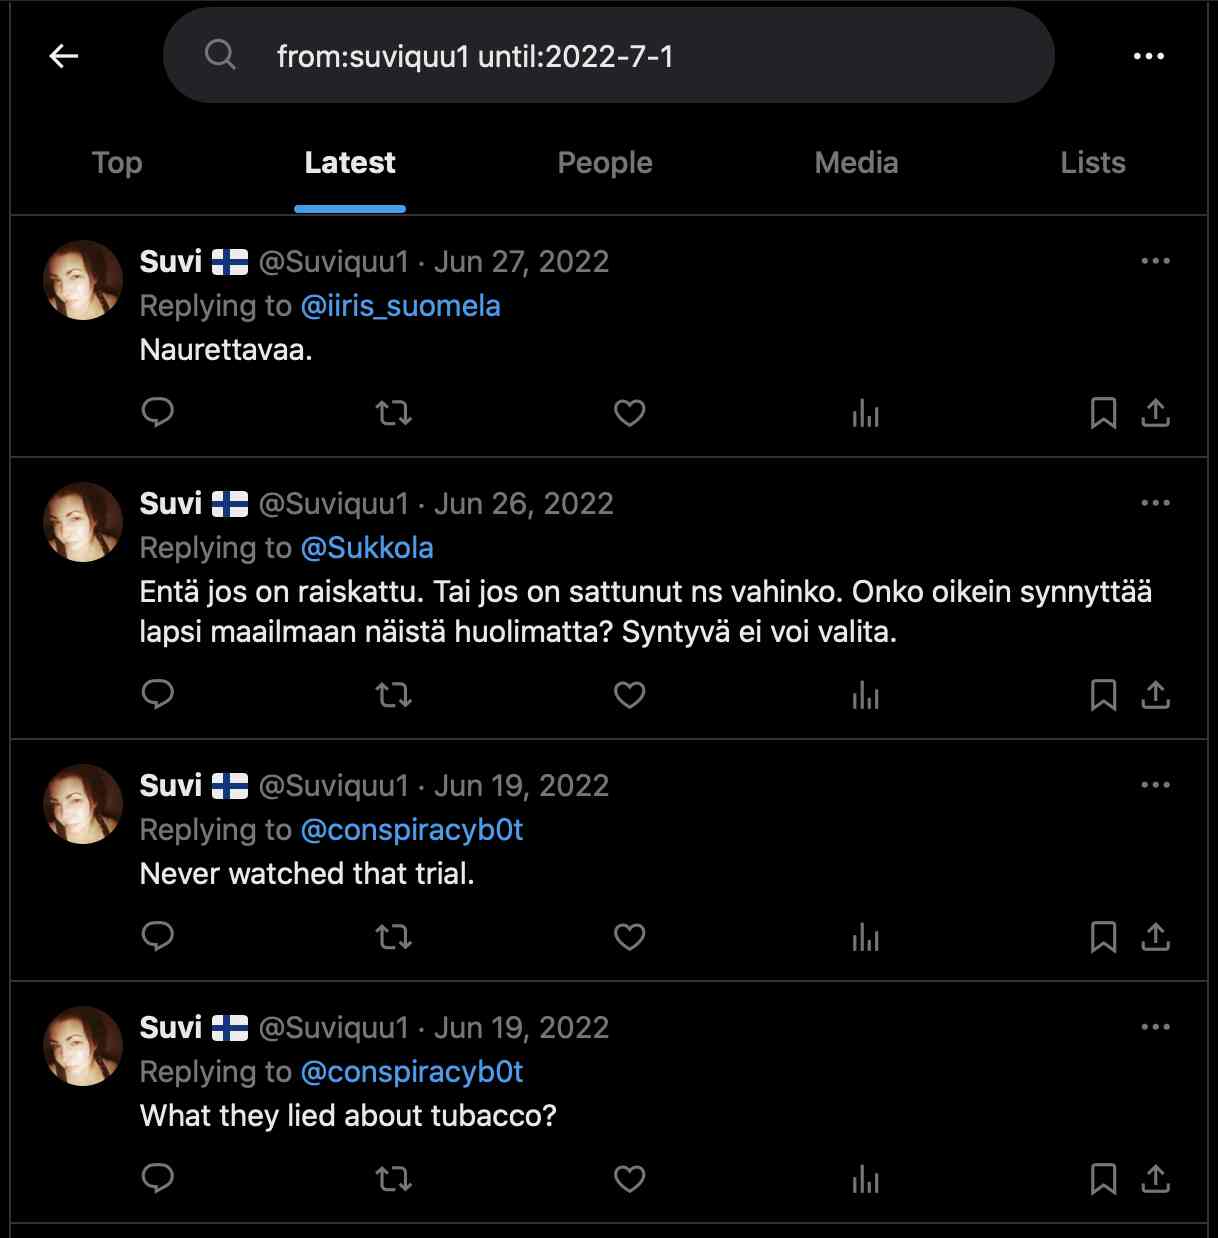 from:suviquu1 until:2022-7-1
Top Latest People Media Lists
Suvi 🇫🇮 @Suviquu1 · Jun 27, 2022
Replying to @iiris_suomela
Naurettavaa.
Suvi 🇫🇮 @Suviquu1 · Jun 26, 2022
Replying to @Sukkola
Entä jos on raiskattu. Tai jos on sattunut ns vahinko. Onko oikein synnyttää
lapsi maailmaan näistä huolimatta? Syntyvä ei voi valita.
Suvi 🇫🇮 @Suviquu1 · Jun 19, 2022
Replying to @conspiracyb0t
Never watched that trial.
Suvi 🇫🇮 @Suviquu1 · Jun 19, 2022
Replying to @conspiracyb0t
What they lied about tubacco?